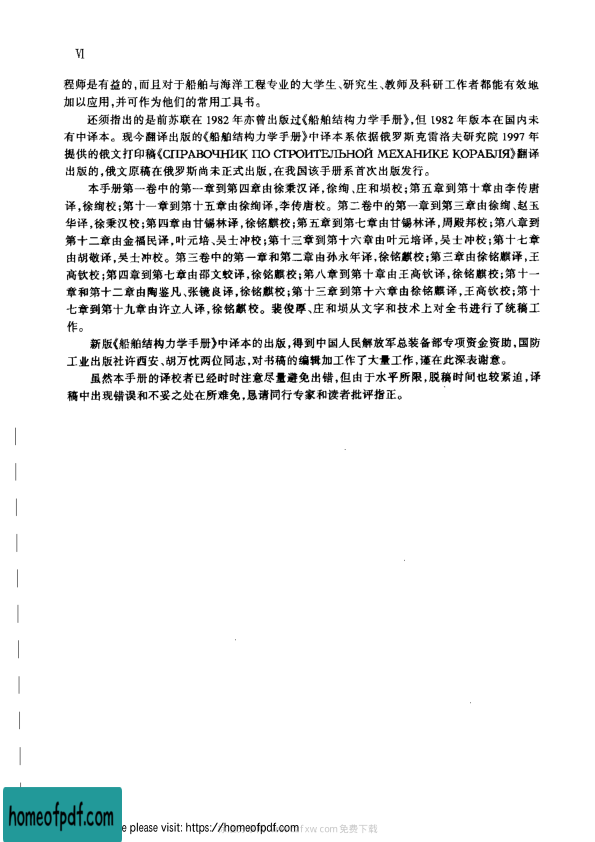 Ⅵ
程师是有益的,而且对于船舶与海洋工程专业的大学生、研究生、教师及科研工作者都能有效地
加以应用,并可作为他们的常用工具书。
还须指出的是前苏联在 1982 年亦曾出版过《船舶结构力学手册》,但 1982 年版本在国内未
有中译本。现今翻译出版的《船舶结构力学手册》中译本系依据俄罗斯克雷洛夫研究院 1997 年
提供的俄文打印稿《СПРАВОЧНИК ПО СТРОИТЕЛЬНОЙ МЕХАНИКЕ КОРАБЛЯ》翻译
出版的,俄文原稿在俄罗斯尚未正式出版,在我国该手册系首次出版发行。
本手册第一卷中的第一章到第四章由徐秉汉译,徐绚、庄和埙校;第五章到第十章由李传唐
译,徐绚校;第十一章到第十五章由徐绚译,李传唐校。第二卷中的第一章到第三章由徐绚、赵玉
华译,徐秉汉校;第四章由甘锡林译,徐铭麒校;第五章到第七章由甘锡林译,周殿邦校;第八章到
第十二章由金福民译,叶元培、吴士冲校;第十三章到第十六章由叶元培译,吴士冲校;第十七章
由胡敬译,吴士冲校。第三卷中的第一章和第二章由孙永年译,徐铭麒校;第三章由徐铭麒译,王
高钦校;第四章到第七章由邵文蛟译,徐铭麒校;第八章到第十章由王高钦译,徐铭麒校;第十一
章和第十二章由陶鉴凡、张镜良译,徐铭麒校;第十三章到第十六章由徐铭麒译,王高钦校;第十
七章到第十九章由许立人译,徐铭麒校。裴俊厚、庄和埙从文字和技术上对全书进行了统稿工
作。
新版《船舶结构力学手册》中译本的出版,得到中国人民解放军总装备部专项资金资助,国防
工业出版社许西安、胡万忱两位同志,对书稿的编辑加工作了大量工作,谨在此深表谢意。
虽然本手册的译校者已经时时注意尽量避免出错,但由于水平所限,脱稿时间也较紧迫,译
稿中出现错误和不妥之处在所难免,恳请同行专家和读者批评指正。
homeofpdf.com
e please visit: https://homeofpdf.com
fxw.com免费下载